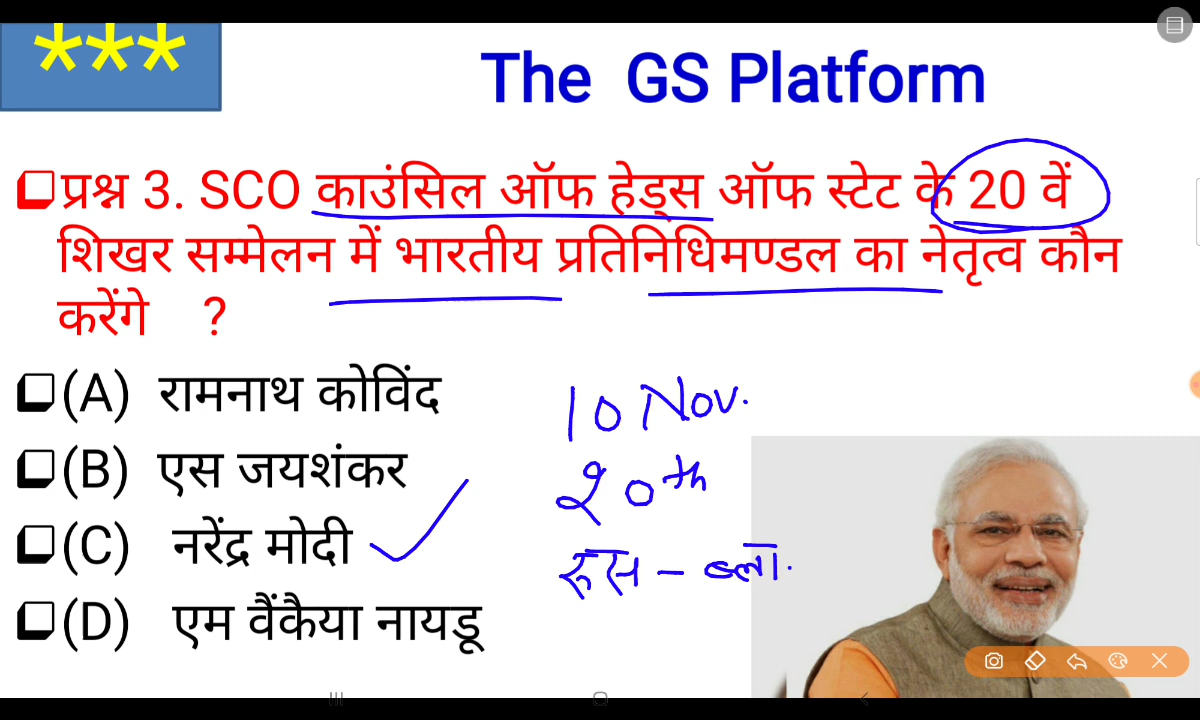 ***
The GS Platform
प्रश्न 3. SCO काउंसिल ऑफ हेड्स ऑफ स्टेट के 20 वें
शिखर सम्मेलन में भारतीय प्रतिनिधिमण्डल का नेतृत्व कौन
करेंगे ?
(A) रामनाथ कोविंद
(B) एस जयशंकर
(C) नरेंद्र मोदी
(D) एम वैंकैया नायडू
10 Nov.
20th
रूस -